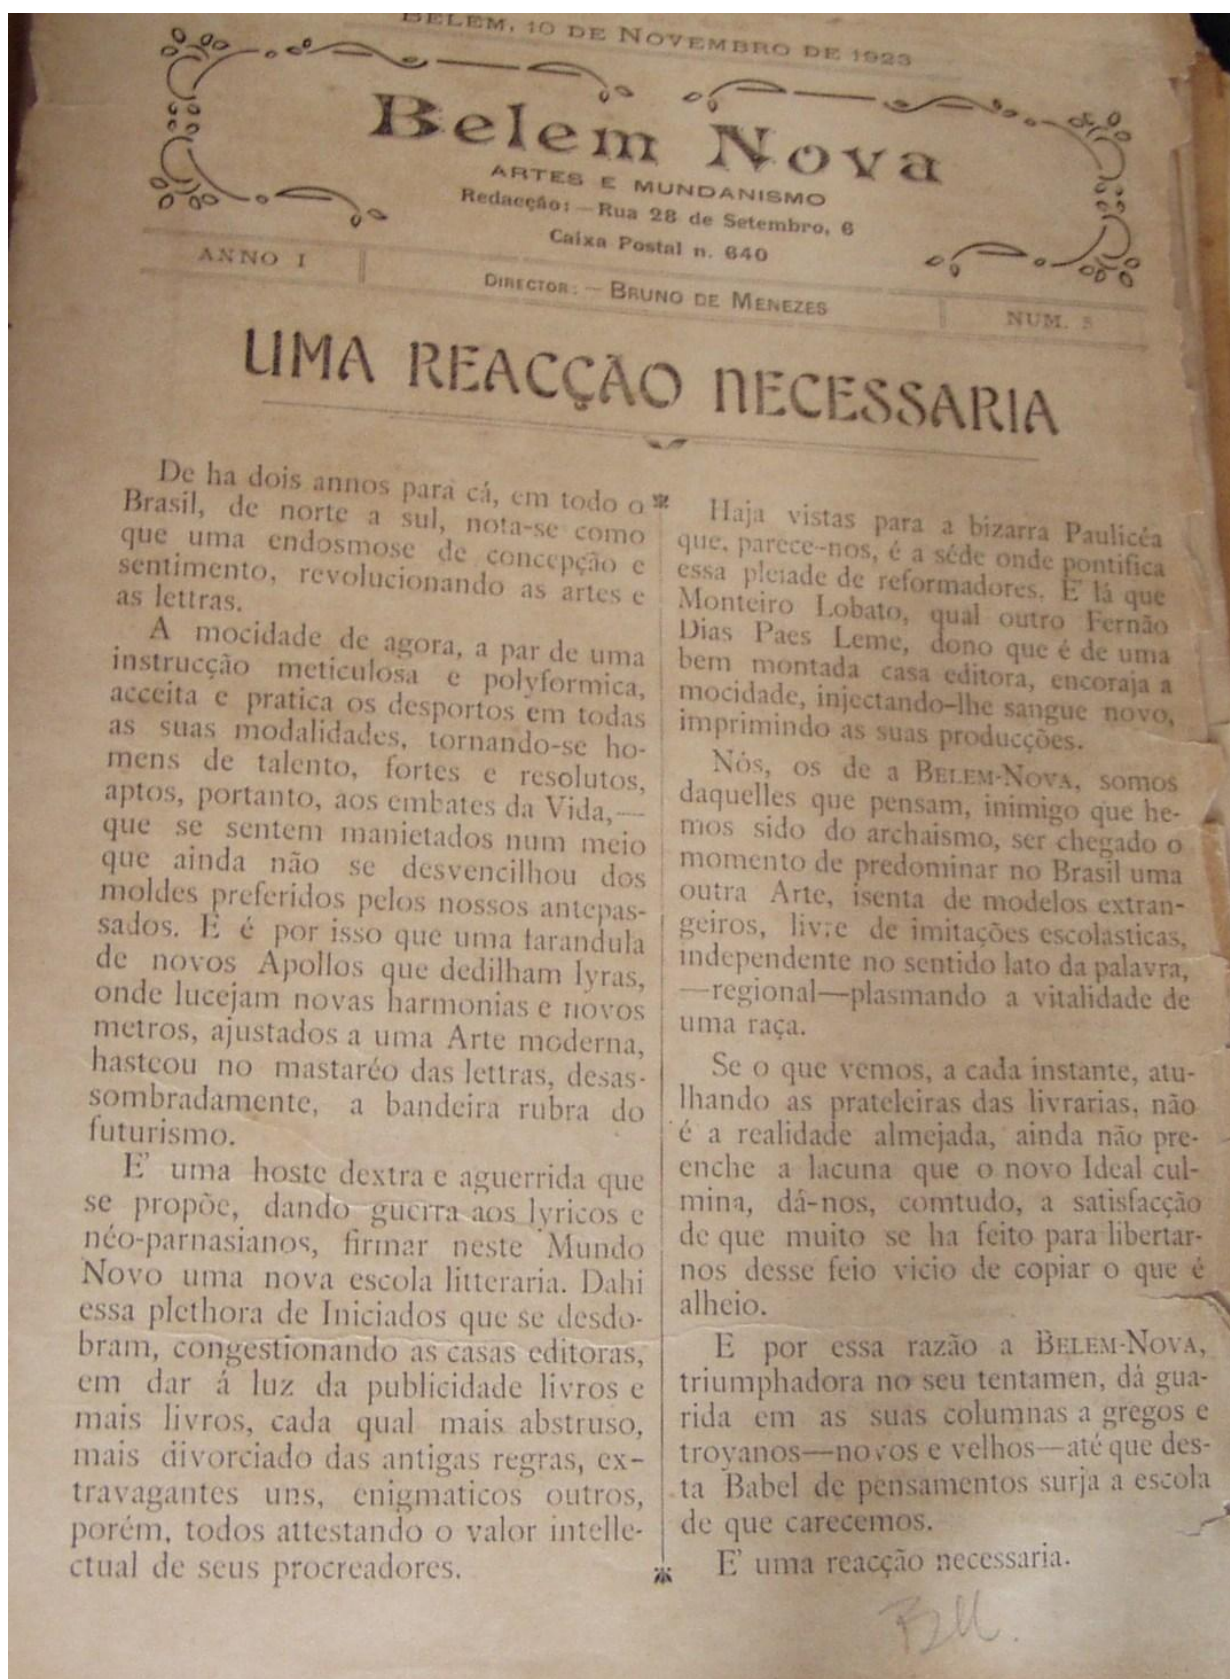 BELEM, 10 DE NOVEMBRO DE 1923
Belem Nova
ARTES E MUNDANISMO
Redacção:—Rua 28 de Setembro, 6
Caixa Postal n. 640
ANNO I
DIRECTOR: — BRUNO DE MENEZES
NUM. 5
UMA REACÇÃO NECESSARIA
De ha dois annos para cá, em todo o
Brasil, de norte a sul, nota-se como
que uma endosmose de concepção e
sentimento, revolucionando as artes e
as lettras.
A mocidade de agora, a par de uma
instrucção meticulosa e polyformica,
acceita e pratica os desportos em todas
as suas modalidades, tornando-se ho-
mens de talento, fortes e resolutos,
aptos, portanto, aos embates da Vida,—
que se sentem manietados num meio
que ainda não se desvencilhou dos
moldes preferidos pelos nossos antepas-
sados. E é por isso que uma farandula
de novos Apollos que dedilham lyras,
onde lucejam novas harmonias e novos
metros, ajustados a uma Arte moderna,
hasteou no mastaréo das lettras, desas-
sombradamente, a bandeira rubra do
futurismo.
E' uma hoste dextra e aguerrida que
se propõe, dando guerra aos lyricos e
néo-parnasianos, firmar neste Mundo
Novo uma nova escola litteraria. Dahi
essa plethora de Iniciados que se desdo-
bram, congestionando as casas editoras,
em dar á luz da publicidade livros e
mais livros, cada qual mais abstruso,
mais divorciado das antigas regras, ex-
travagantes uns, enigmaticos outros,
porém, todos attestando o valor intelle-
ctual de seus procreadores.
Haja vistas para a bizarra Paulicéa
que, parece-nos, é a séde onde pontifica
essa pleiade de reformadores. E lá que
Monteiro Lobato, qual outro Fernão
Dias Paes Leme, dono que é de uma
bem montada casa editora, encoraja a
mocidade, injectando-lhe sangue novo,
imprimindo as suas producções.
Nós, os de a BELEM-NOVA, somos
daquelles que pensam, inimigo que he-
mos sido do archaismo, ser chegado o
momento de predominar no Brasil uma
outra Arte, isenta de modelos extran-
geiros, livre de imitações escolasticas,
independente no sentido lato da palavra,
—regional—plasmando a vitalidade de
uma raça.
Se o que vemos, a cada instante, atu-
lhando as prateleiras das livrarias, não
é a realidade almejada, ainda não pre-
enche a lacuna que o novo Ideal cul-
mina, dá-nos, comtudo, a satisfacção
de que muito se ha feito para libertar-
nos desse feio vicio de copiar o que é
alheio.
E por essa razão a BELEM-NOVA,
triumphadora no seu tentamen, dá gua-
rida em as suas columnas a gregos e
troyanos—novos e velhos—até que des-
ta Babel de pensamentos surja a escola
de que carecemos.
E' uma reacção necessaria.
BM.